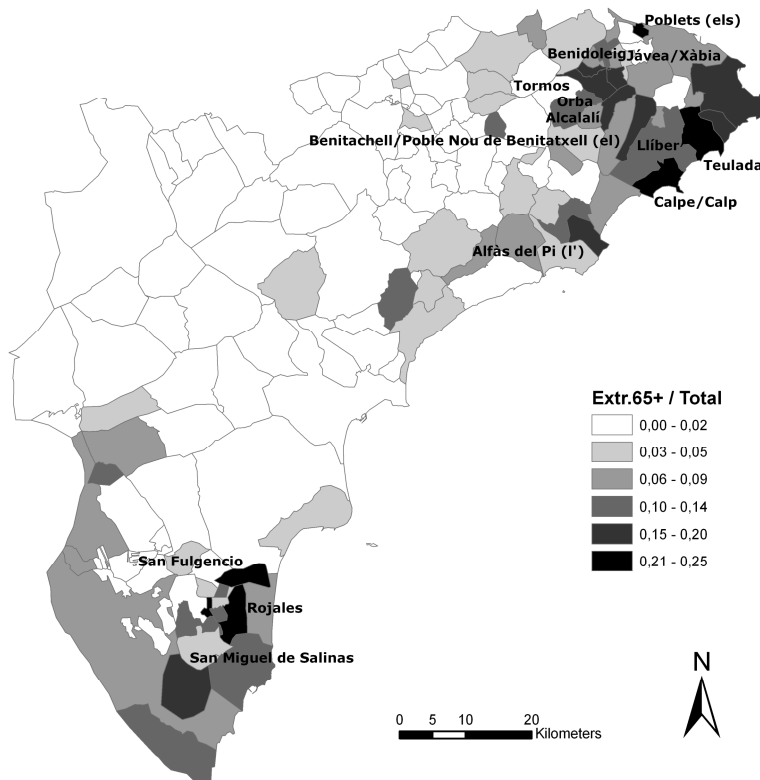 Poblets (els)
Benidoleig
Jávea/Xàbia
Tormos
Orba
Alcalalí
Benitachell/Poble Nou de Benitatxell (el)
Llíber
Teulada
Calpe/Calp
Alfàs del Pi (l')
Extr.65+ / Total
0,00 - 0,02
0,03 - 0,05
0,06 - 0,09
0,10 - 0,14
0,15 - 0,20
0,21 - 0,25
San Fulgencio
Rojales
San Miguel de Salinas
N
0 5 10 20
Kilometers